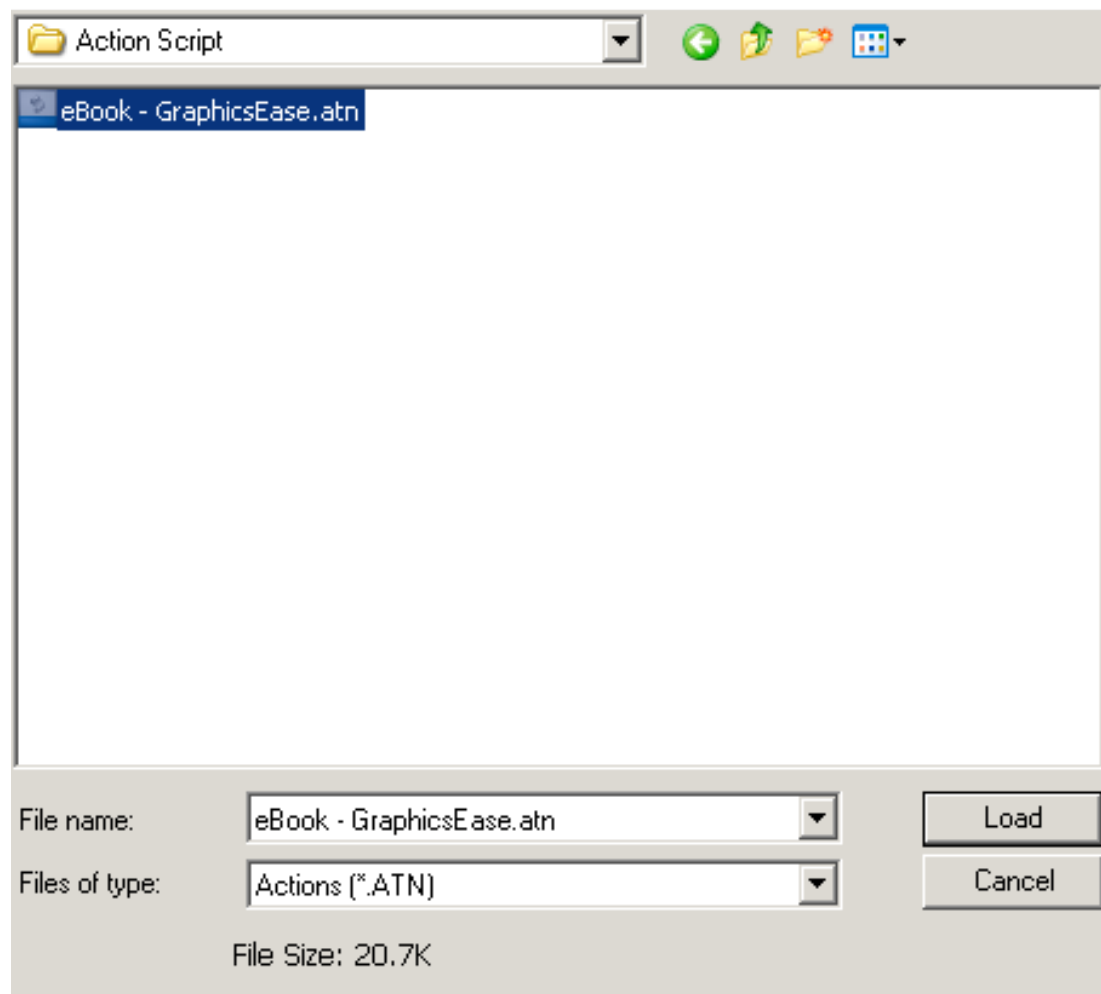 Action Script
eBook - GraphicsEase.atn
File name: eBook - GraphicsEase.atn Load
Files of type: Actions (*.ATN) Cancel
File Size: 20.7K